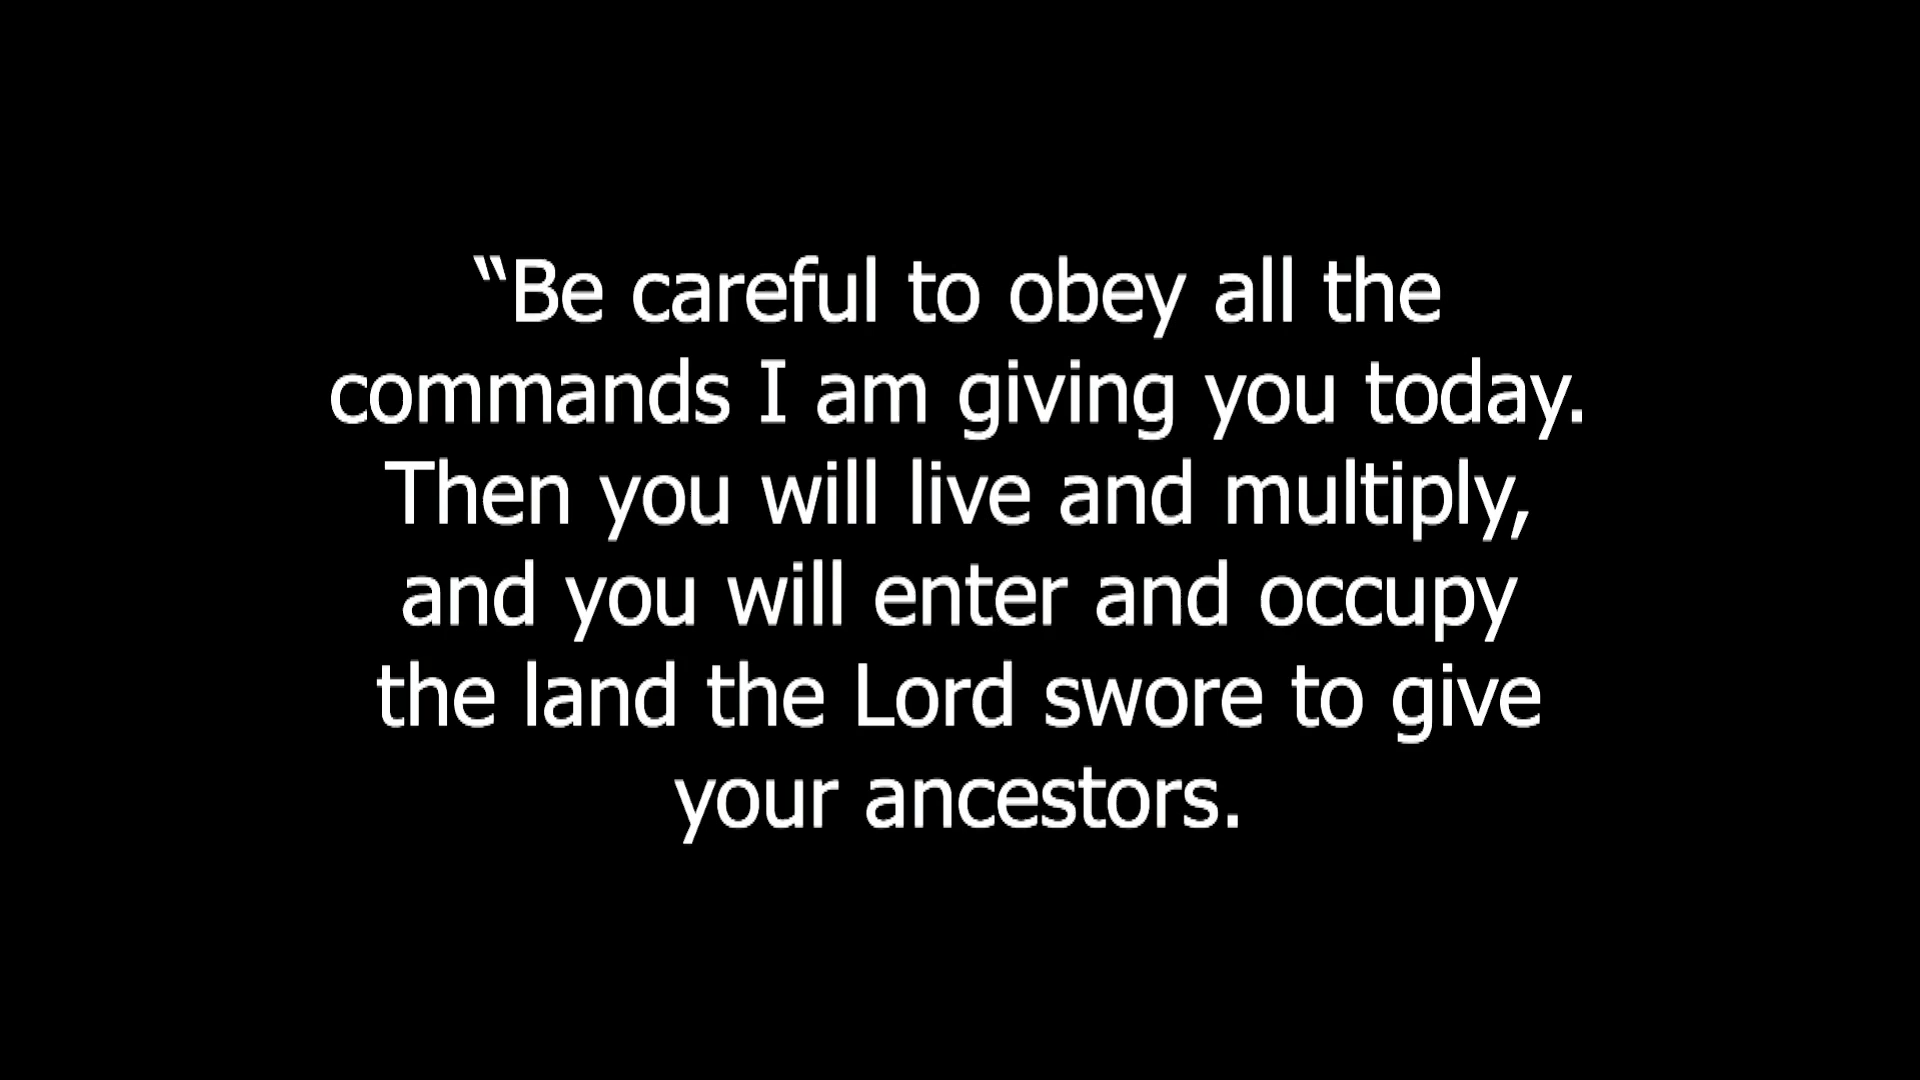 “Be careful to obey all the
commands I am giving you today.
Then you will live and multiply,
and you will enter and occupy
the land the Lord swore to give
your ancestors.